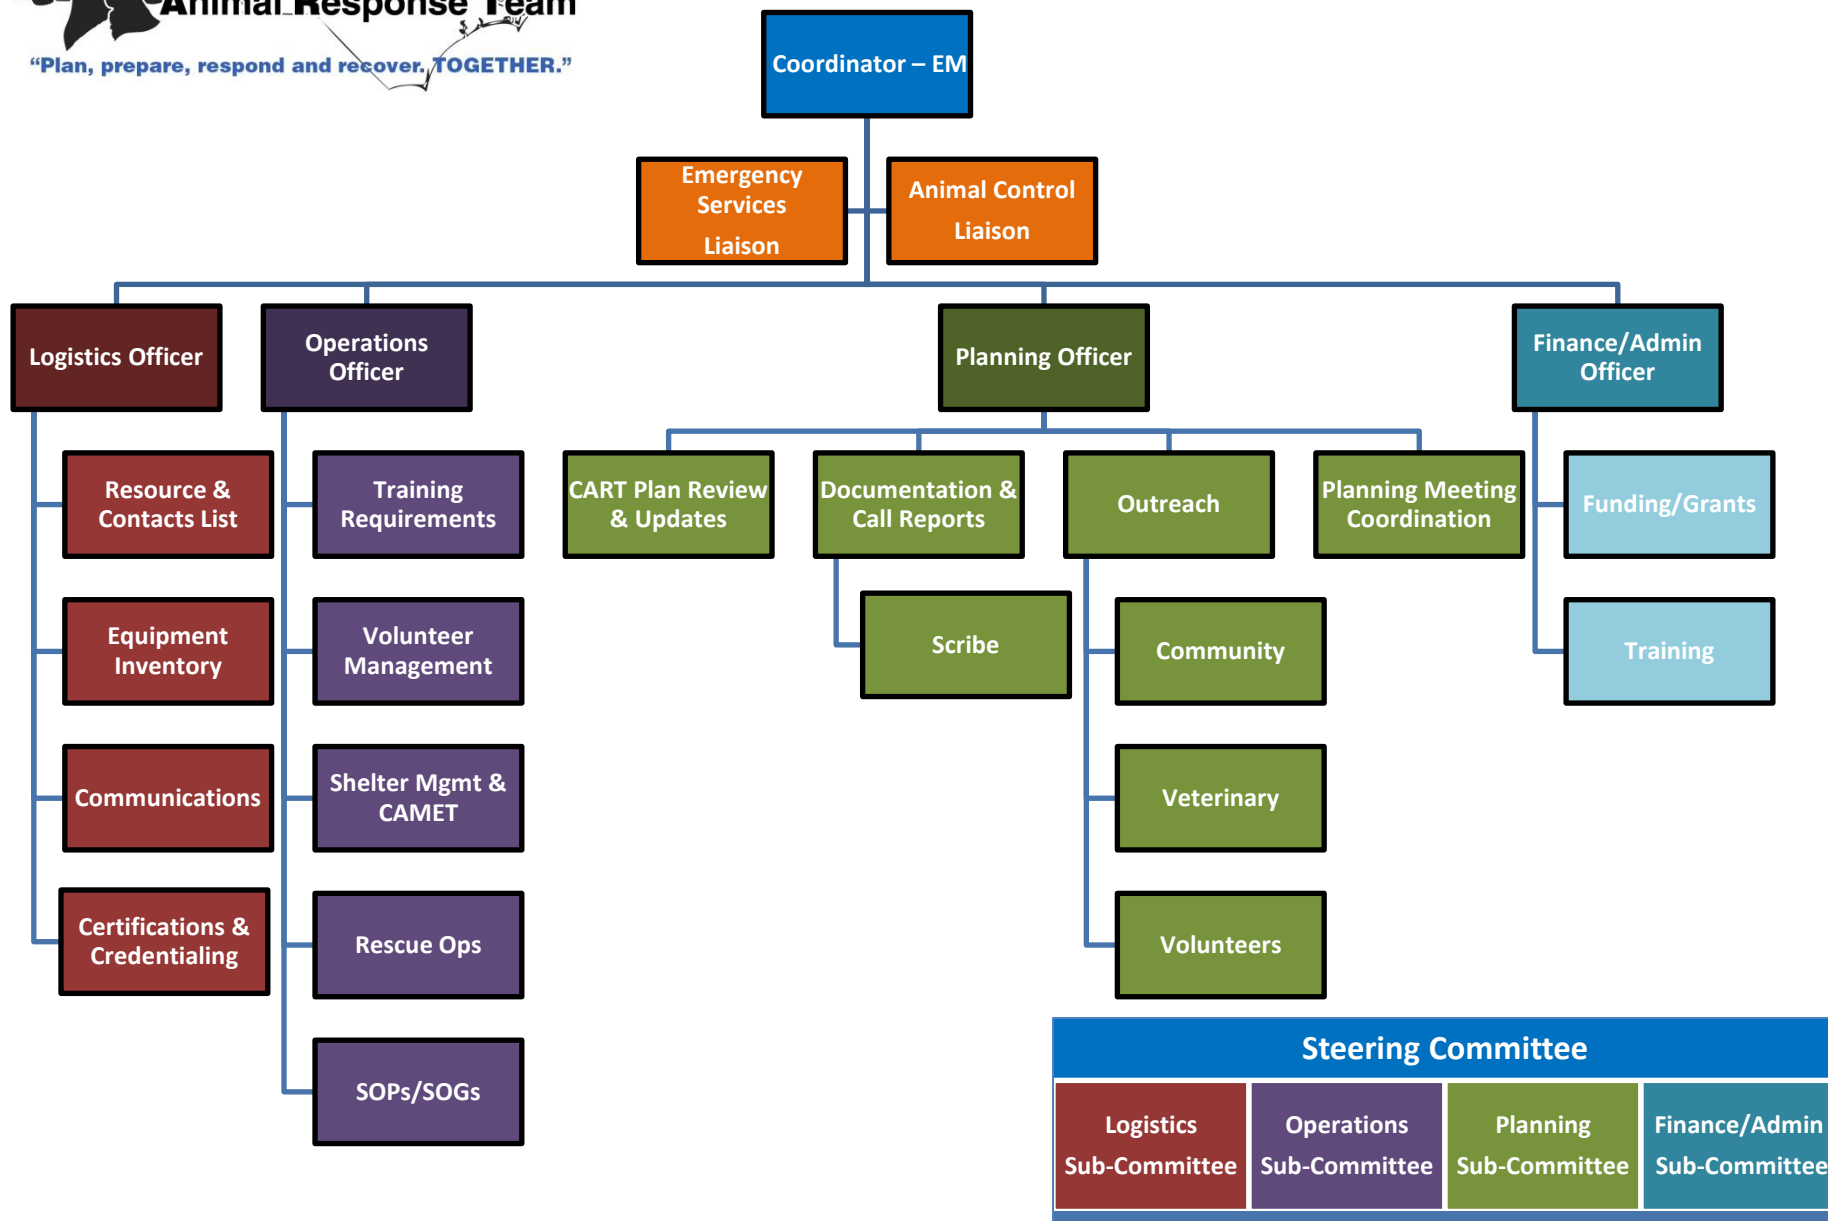 Animal Response Team
“Plan, prepare, respond and recover. TOGETHER.”
Coordinator – EM
Emergency
Services
Liaison
Animal Control
Liaison
Logistics Officer
Operations
Officer
Planning Officer
Finance/Admin
Officer
Resource &
Contacts List
Training
Requirements
CART Plan Review
& Updates
Documentation &
Call Reports
Outreach
Planning Meeting
Coordination
Funding/Grants
Equipment
Inventory
Volunteer
Management
Scribe
Community
Training
Communications
Shelter Mgmt &
CAMET
Veterinary
Certifications &
Credentialing
Rescue Ops
Volunteers
SOPs/SOGs
Steering Committee
Logistics
Sub-Committee
Operations
Sub-Committee
Planning
Sub-Committee
Finance/Admin
Sub-Committee